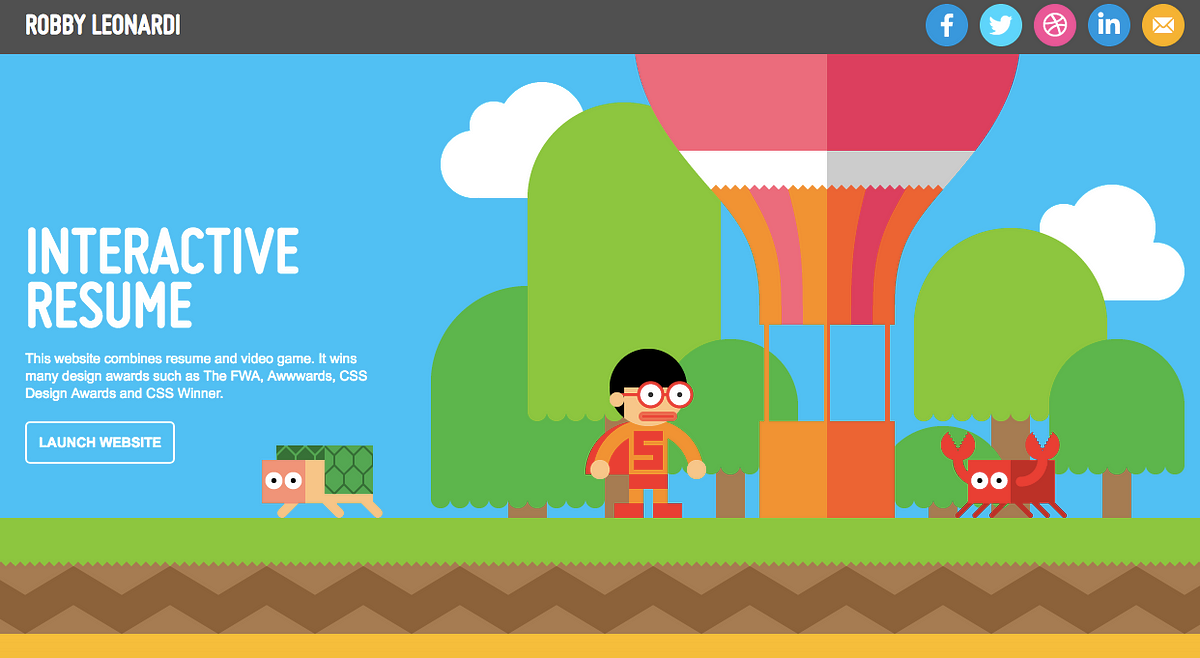 ROBBY LEONARDI
INTERACTIVE
RESUME
This website combines resume and video game. It wins
many design awards such as The FWA, Awwwards, CSS
Design Awards and CSS Winner.
LAUNCH WEBSITE
S